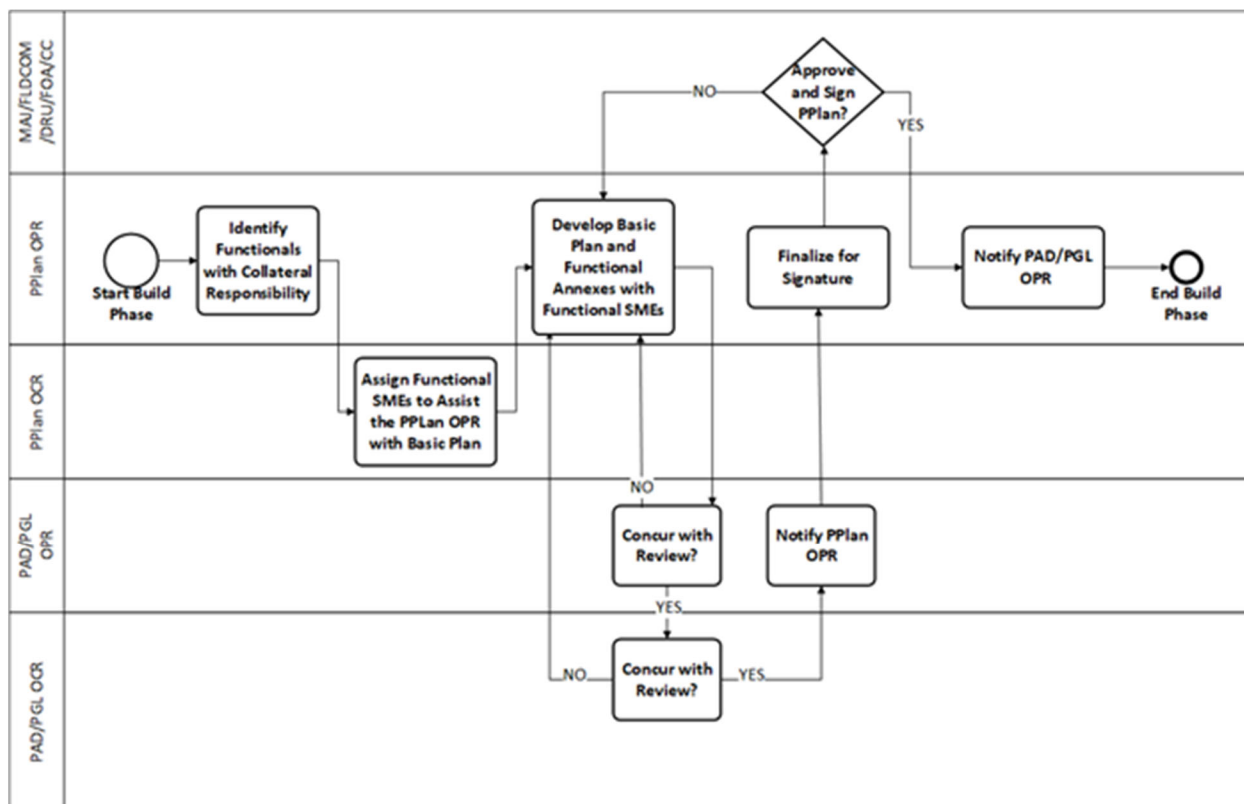 MAJ/FLDCOM
/DRU/FOA/CC
Approve
and Sign
PPlan?
NO
YES
PPlan OPR
Start Build
Phase
Identify
Functionals
with Collateral
Responsibility
Develop Basic
Plan and
Functional
Annexes with
Functional SMEs
Finalize for
Signature
Notify PAD/PGL
OPR
End Build
Phase
PPlan OCR
Assign Functional
SMEs to Assist
the PPLan OPR
with Basic Plan
PAD/PGL
OPR
NO
Concur with
Review?
YES
Notify PPlan
OPR
PAD/PGL OCR
NO
Concur with
Review?
YES